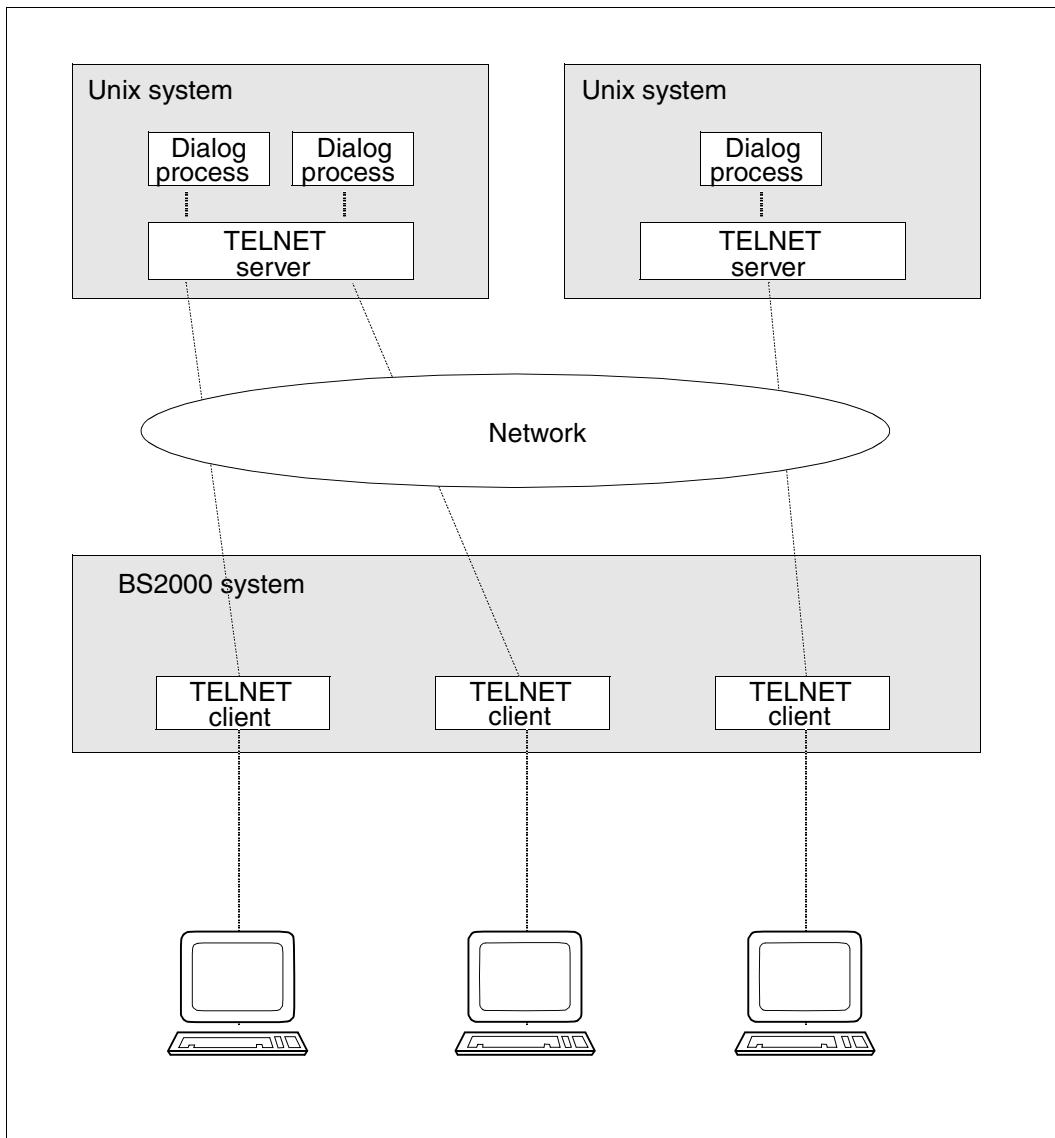 Unix system
Unix system
Dialog
process
Dialog
process
Dialog
process
TELNET
server
TELNET
server
Network
BS2000 system
TELNET
client
TELNET
client
TELNET
client